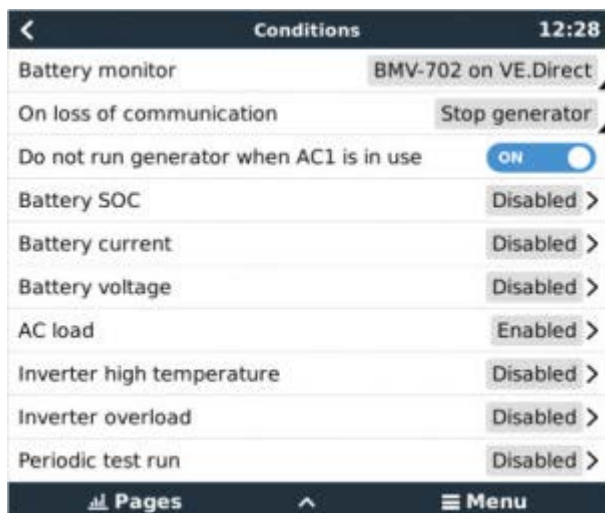 Conditions 12:28
Battery monitor BMV-702 on VE.Direct
On loss of communication Stop generator
Do not run generator when AC1 is in use ON
Battery SOC Disabled
Battery current Disabled
Battery voltage Disabled
AC load Enabled
Inverter high temperature Disabled
Inverter overload Disabled
Periodic test run Disabled
Pages Menu